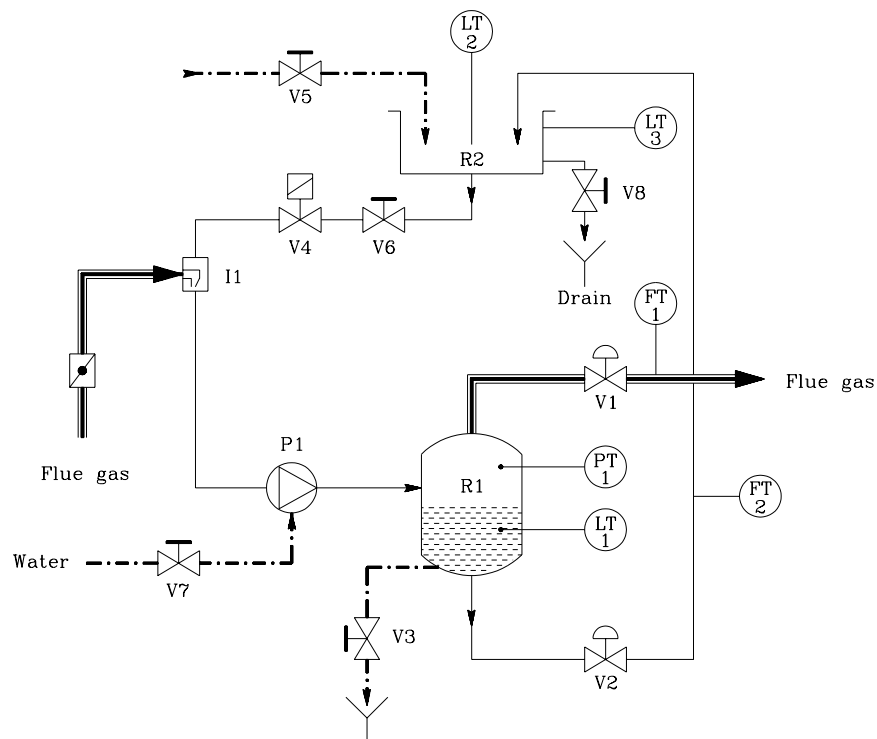 LT
2
V5
LT
3
R2
V8
V4
V6
I1
Drain
FT
1
Flue gas
V1
P1
Flue gas
PT
1
R1
FT
2
LT
1
Water
V7
V3
V2